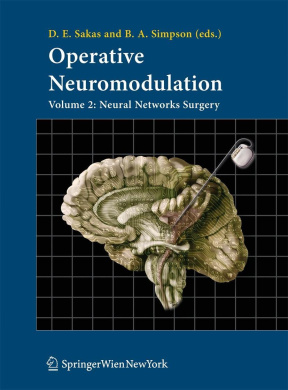 D. E. Sakas and B. A. Simpson (eds.)
Operative
Neuromodulation
Volume 2: Neural Networks Surgery
SpringerWienNewYork